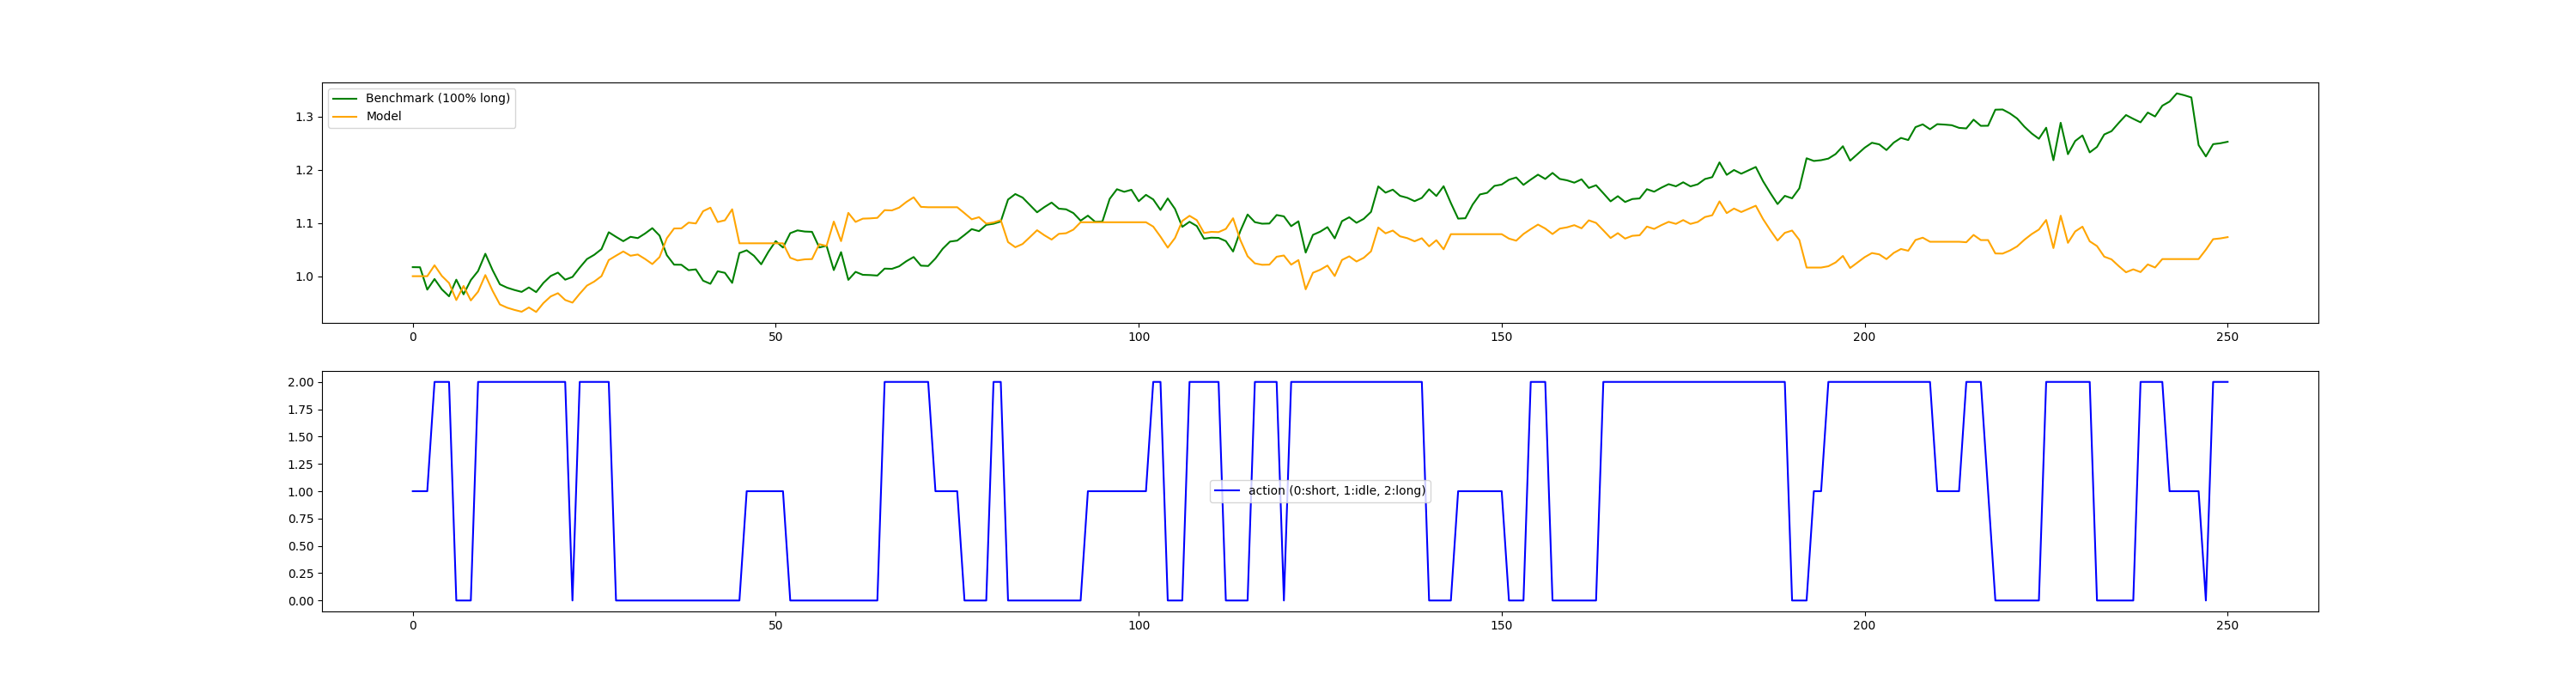 Benchmark (100% long)
Model
1.3
1.2
1.1
1.0
0 50 100 150 200 250
2.00
1.75
1.50
1.25
1.00
0.75
0.50
0.25
0.00
action (0:short, 1:idle, 2:long)
0 50 100 150 200 250